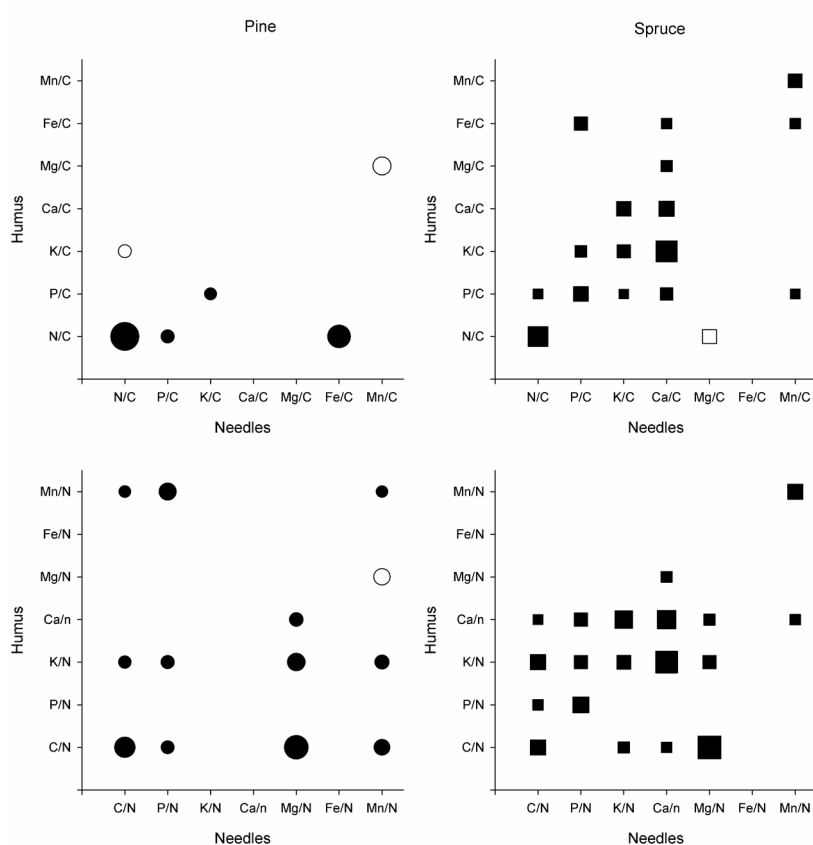 Pine
Spruce
Mn/C
Fe/C
Mg/C
Ca/C
K/C
P/C
N/C
Humus
N/C P/C K/C Ca/C Mg/C Fe/C Mn/C
Needles
Mn/C
Fe/C
Mg/C
Ca/C
K/C
P/C
N/C
Humus
N/C P/C K/C Ca/C Mg/C Fe/C Mn/C
Needles
Mn/N
Fe/N
Mg/N
Ca/n
K/N
P/N
C/N
Humus
C/N P/N K/N Ca/n Mg/N Fe/N Mn/N
Needles
Mn/N
Fe/N
Mg/N
Ca/n
K/N
P/N
C/N
Humus
C/N P/N K/N Ca/n Mg/N Fe/N Mn/N
Needles